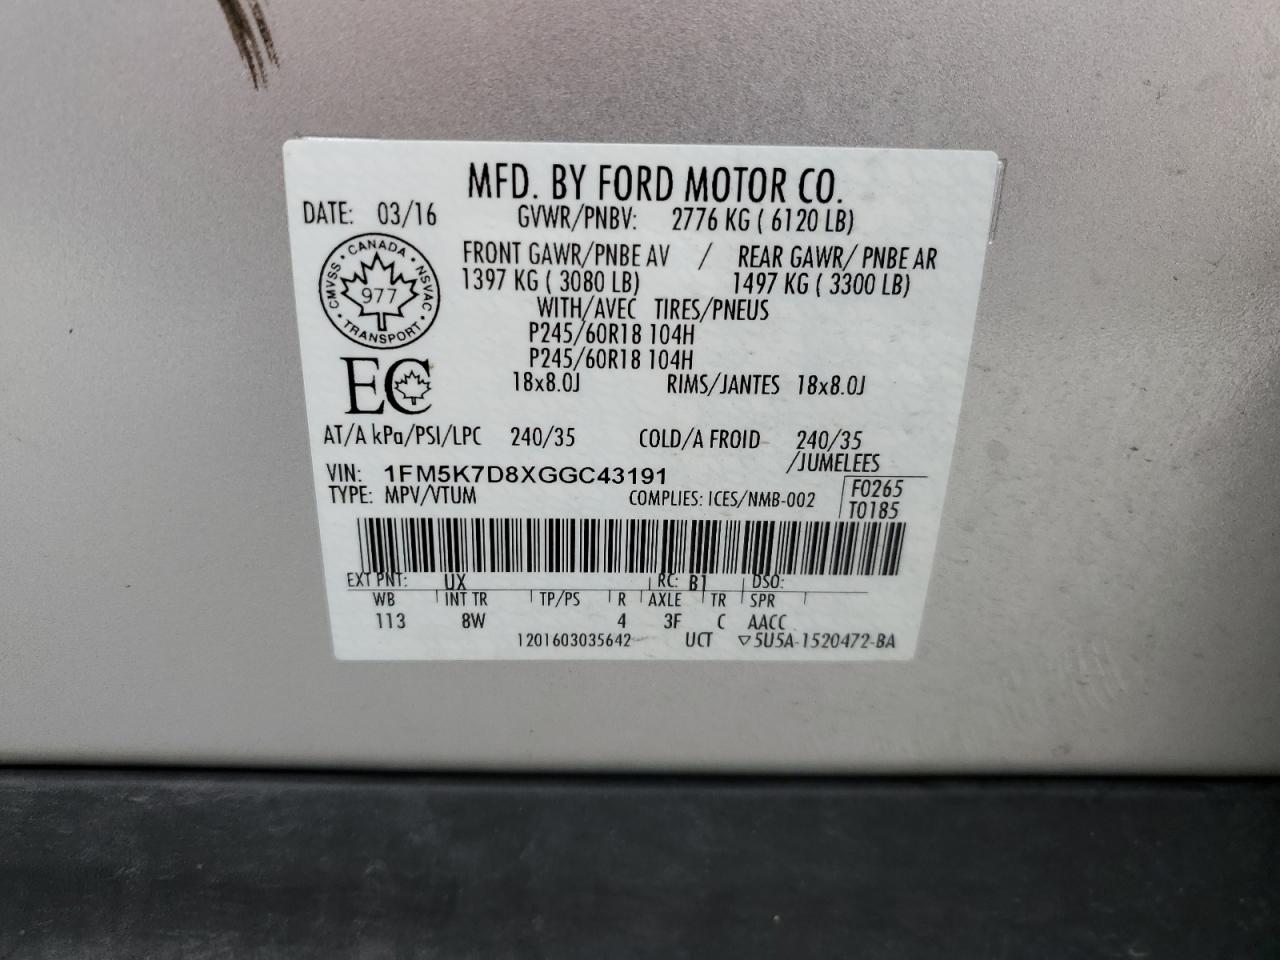 MFD. BY FORD MOTOR CO.
DATE: 03/16 GVWR/PNBV: 2776 KG ( 6120 LB)
FRONT GAWR/PNBE AV / REAR GAWR/ PNBE AR
1397 KG ( 3080 LB) 1497 KG ( 3300 LB)
WITH/AVEC TIRES/PNEUS
P245/60R18 104H
P245/60R18 104H
18x8.0J RIMS/JANTES 18x8.0J
CMVSS • CANADA • NSVAC • TRANSPORT •
977
EC
AT/A kPa/PSI/LPC 240/35 COLD/A FROID 240/35
/JUMELEES
VIN: 1FM5K7D8XGGC43191
TYPE: MPV/VTUM COMPLIES: ICES/NMB-002
F0265
T0185
EXT PNT: UX RC: B1 DSO:
WB INT TR TP/PS R AXLE TR SPR
113 8W 4 3F C AACC
1201603035642 UCT ▽5U5A-1520472-BA